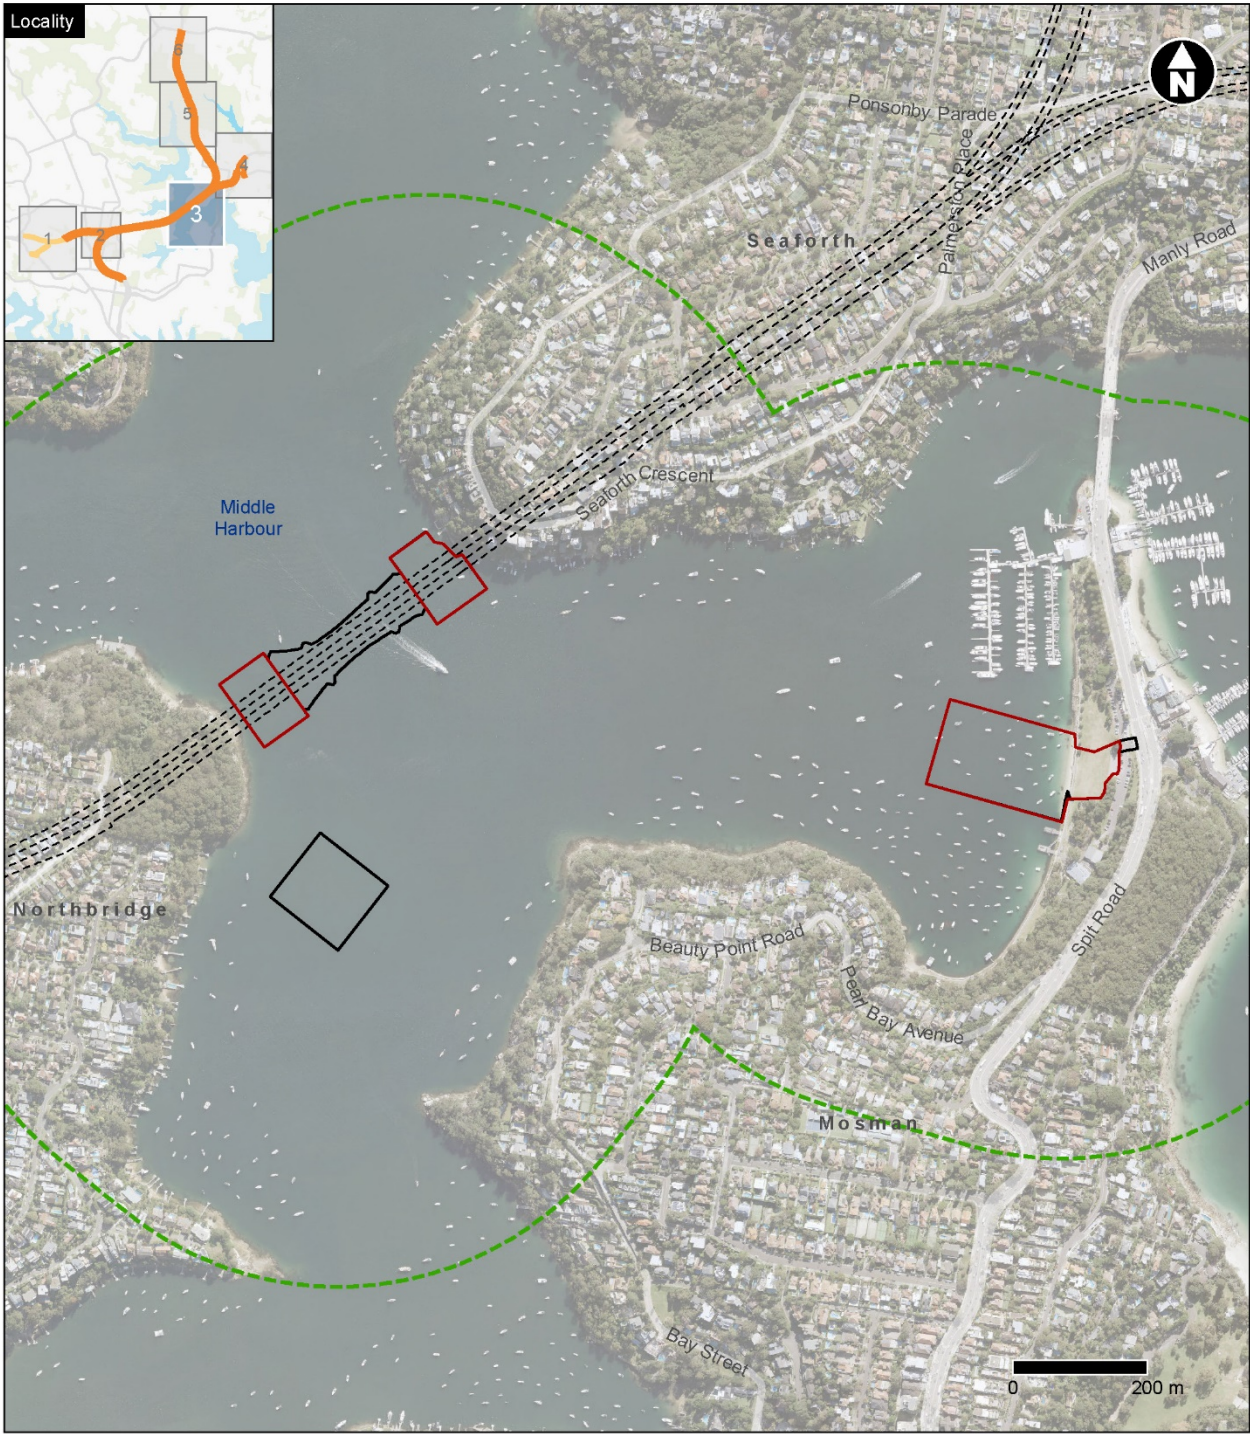 Locality
6
5
4
3
2
1
N
Ponsonby Parade
Palmerston Place
Seaforth
Manly Road
Seaforth Crescent
Middle
Harbour
Northbridge
Beauty Point Road
Spit Road
Pearl Bay Avenue
Mosman
Bay Street
0 200 m